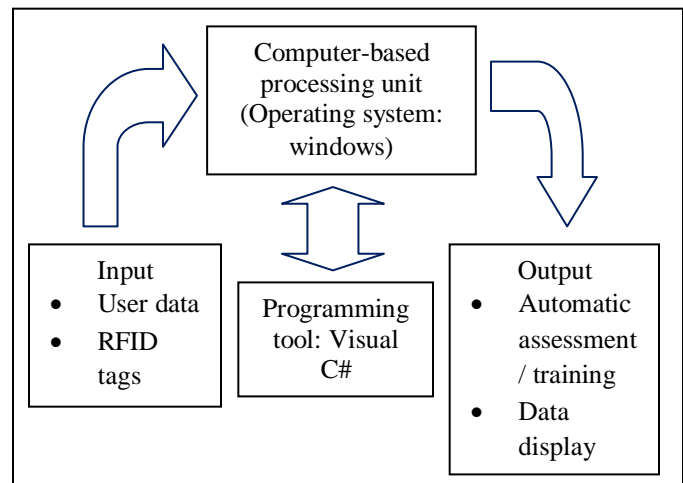 Computer-based
processing unit
(Operating system:
windows)
Input
• User data
• RFID
tags
Programming
tool: Visual
C#
Output
• Automatic
assessment
/ training
• Data
display